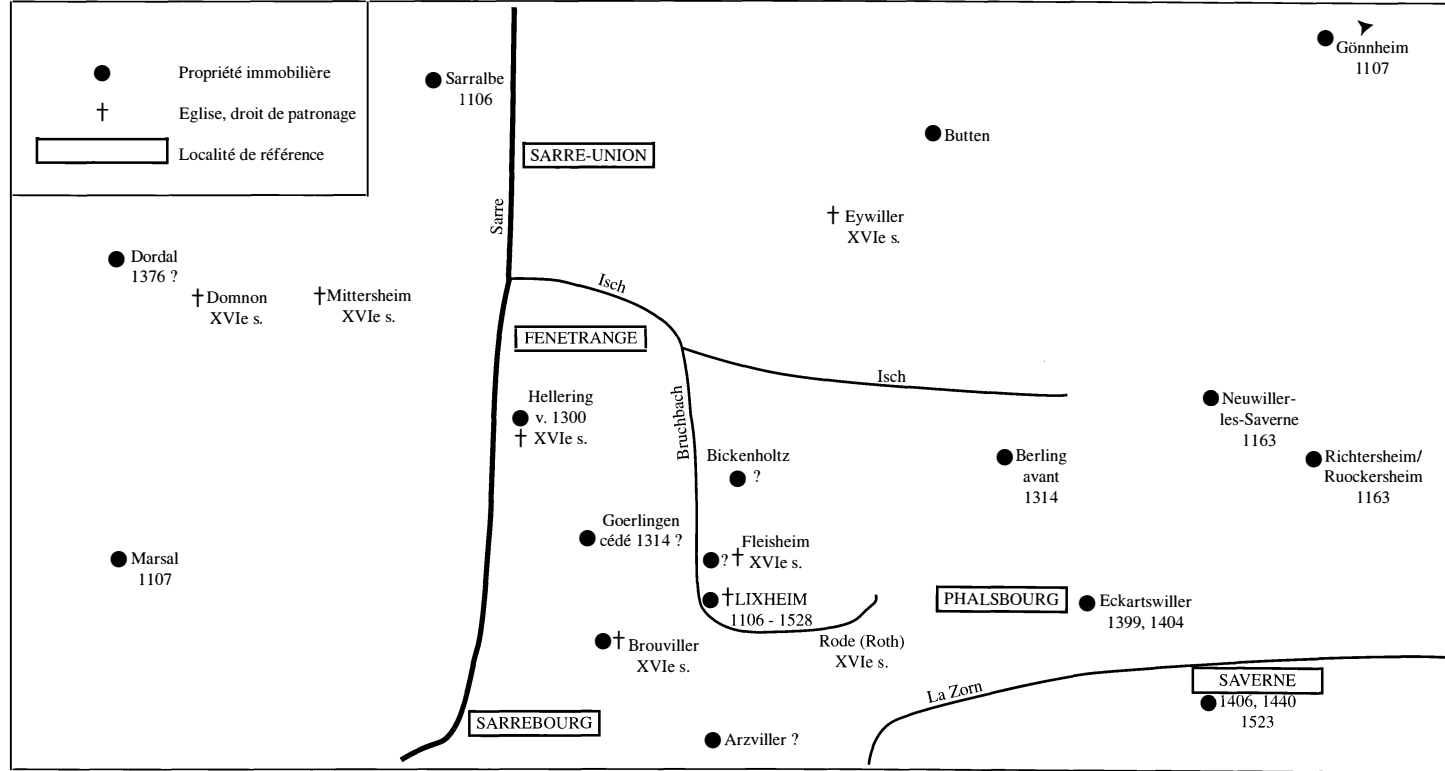 Propriété immobilière
† Eglise, droit de patronage
Localité de référence
Sarralbe
1106
Gönnheim
1107
Butten
SARRE-UNION
Sarre
† Eywiller
XVIe s.
Dordal
1376 ?
† Domnon
XVIe s.
† Mittersheim
XVIe s.
Isch
FENETRANGE
Isch
Hellering
v. 1300
† XVIe s.
Bruchbach
Neuwiller-
les-Saverne
1163
Bickenholtz
?
Berling
avant
1314
Richtersheim/
Ruockersheim
1163
Goerlingen
cédé 1314 ?
Marsal
1107
? † Fleisheim
XVIe s.
† LIXHEIM
1106 - 1528
PHALSBOURG
Eckartswiller
1399, 1404
† Brouviller
XVIe s.
Rode (Roth)
XVIe s.
La Zorn
SAVERNE
1406, 1440
1523
SARREBOURG
Arzviller ?